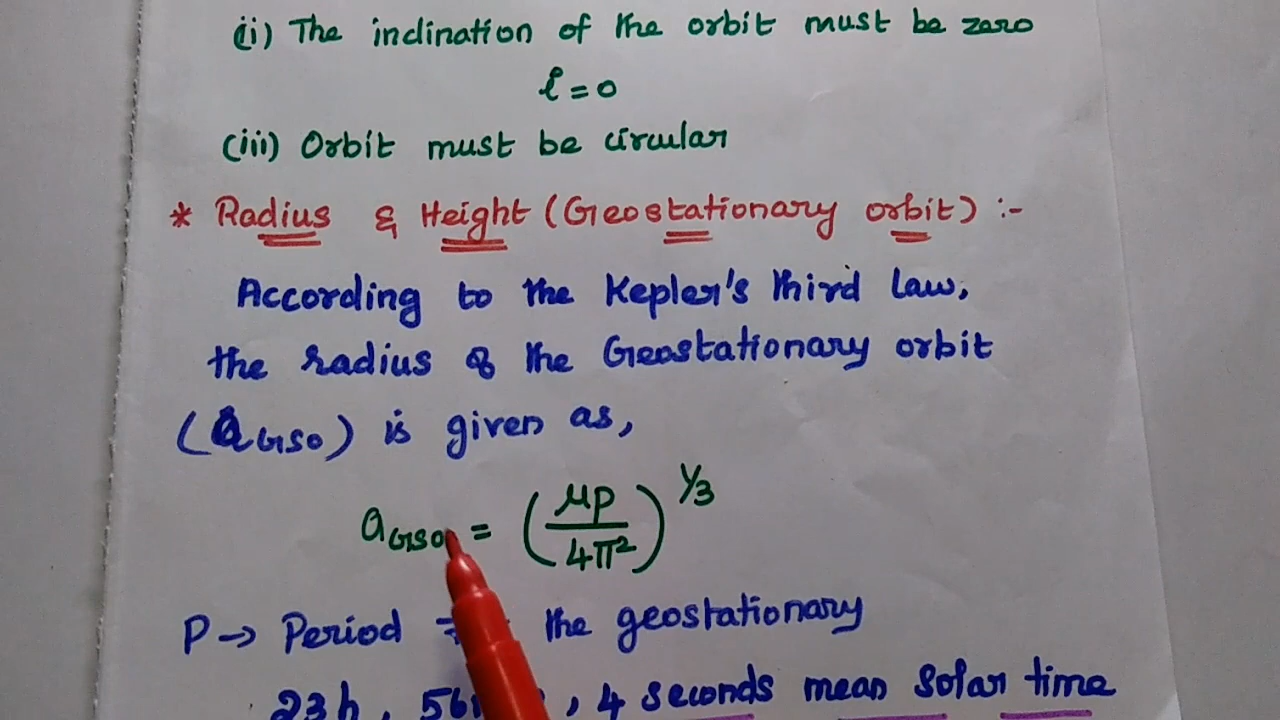 (ii) The inclination of the orbit must be zero
i = 0
(iii) Orbit must be circular
* Radius & Height (Geostationary orbit) :-
According to the Kepler's third law,
the radius of the Geostationary orbit
(aGSO) is given as,
aGSO = (μp/4π²)^1/3
P → Period the geostationary
23h, 4 seconds mean solar time